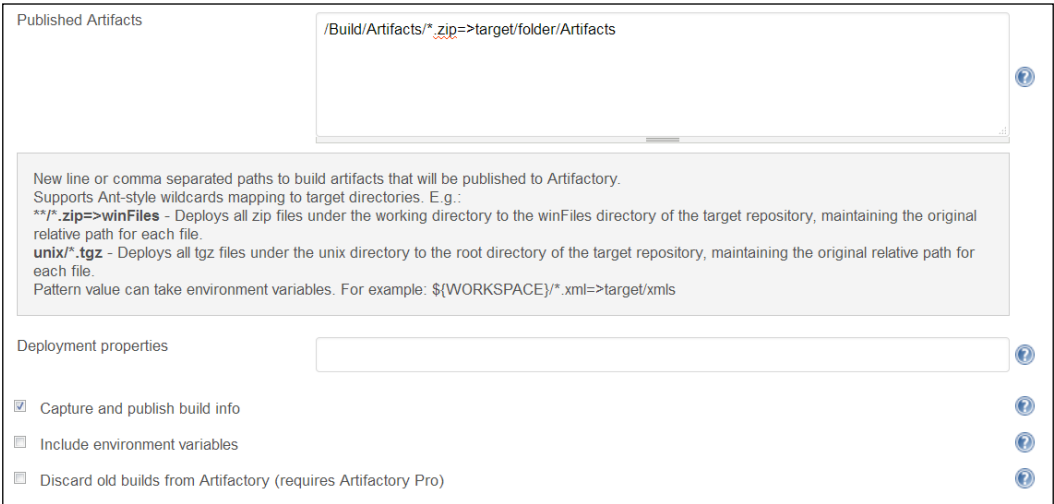 Published Artifacts
/Build/Artifacts/*.zip=>target/folder/Artifacts
New line or comma separated paths to build artifacts that will be published to Artifactory.
Supports Ant-style wildcards mapping to target directories. E.g.:
**/*.zip=>winFiles - Deploys all zip files under the working directory to the winFiles directory of the target repository, maintaining the original
relative path for each file.
unix/*.tgz - Deploys all tgz files under the unix directory to the root directory of the target repository, maintaining the original relative path for
each file.
Pattern value can take environment variables. For example: ${WORKSPACE}/*.xml=>target/xmls
Deployment properties
Capture and publish build info
Include environment variables
Discard old builds from Artifactory (requires Artifactory Pro)